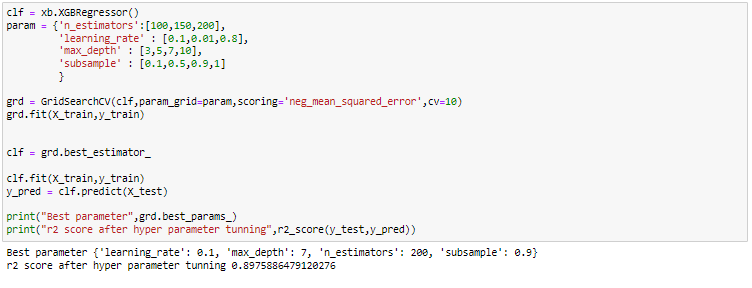 clf = xb.XGBRegressor()
param = {'n_estimators':[100,150,200],
'learning_rate' : [0.1,0.01,0.8],
'max_depth' : [3,5,7,10],
'subsample' : [0.1,0.5,0.9,1]
}
grd = GridSearchCV(clf,param_grid=param,scoring='neg_mean_squared_error',cv=10)
grd.fit(X_train,y_train)
clf = grd.best_estimator_
clf.fit(X_train,y_train)
y_pred = clf.predict(X_test)
print("Best parameter",grd.best_params_)
print("r2 score after hyper parameter tunning",r2_score(y_test,y_pred))
Best parameter {'learning_rate': 0.1, 'max_depth': 7, 'n_estimators': 200, 'subsample': 0.9}
r2 score after hyper parameter tunning 0.8975886479120276